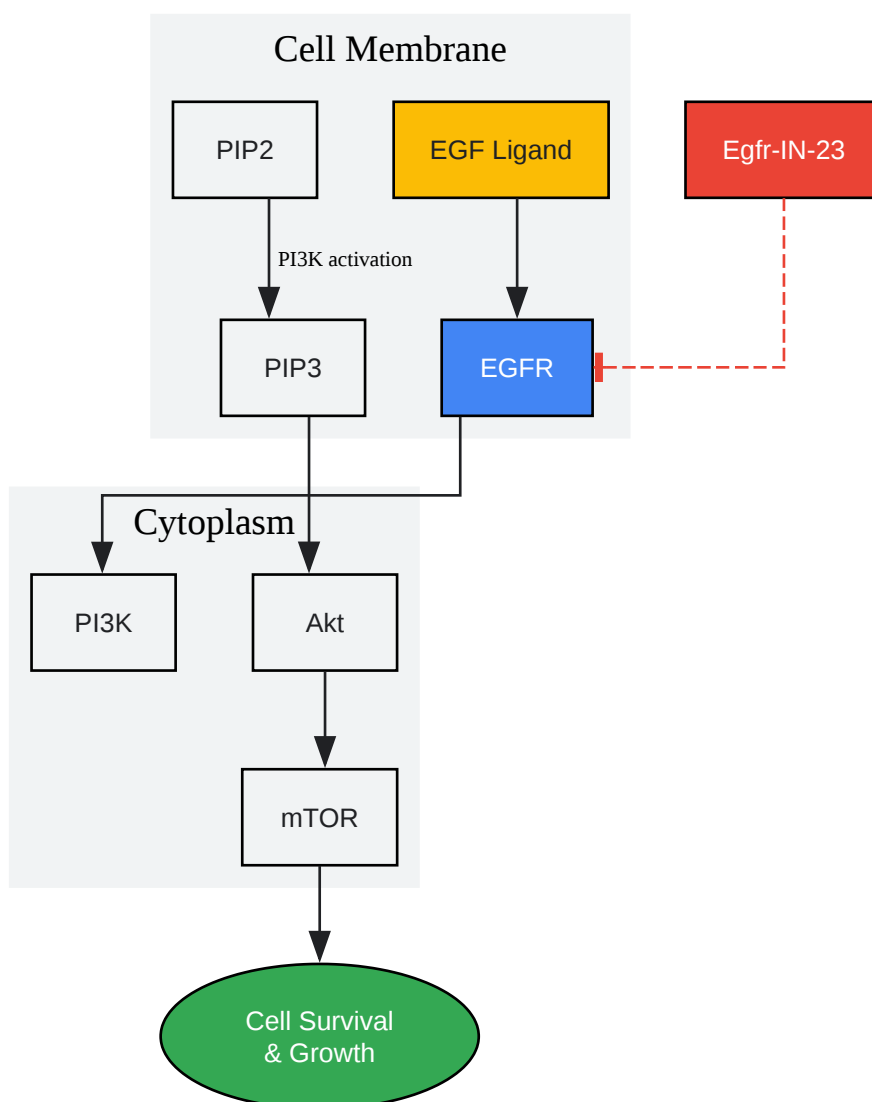 Cell Membrane
PIP2
EGF Ligand
Egfr-IN-23
PI3K activation
PIP3
EGFR
Cytoplasm
PI3K
Akt
mTOR
Cell Survival
& Growth